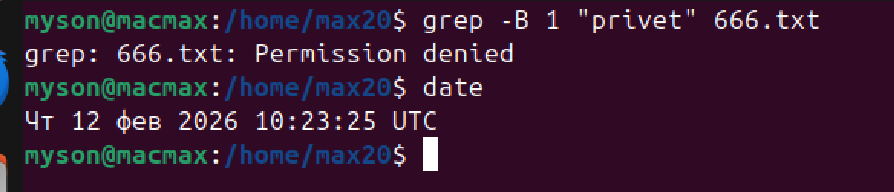 myson@macmax:/home/max20$ grep -B 1 "privet" 666.txt
grep: 666.txt: Permission denied
myson@macmax:/home/max20$ date
Чт 12 фев 2026 10:23:25 UTC
myson@macmax:/home/max20$